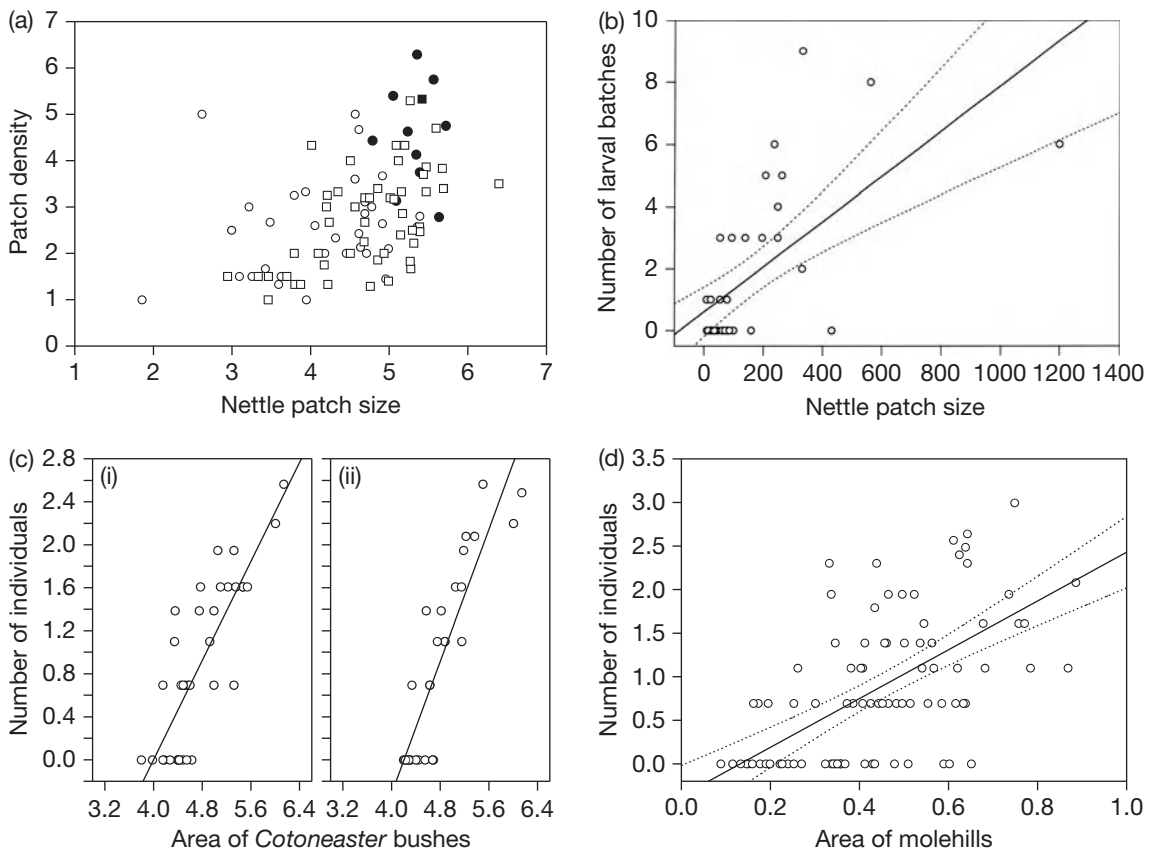 (a)
7
6
5
4
3
2
1
0
Patch density
1 2 3 4 5 6 7
Nettle patch size
(b)
10
8
6
4
2
0
Number of larval batches
0 200 400 600 800 1000 1200 1400
Nettle patch size
(c)
2.8
2.4
2.0
1.6
1.2
0.8
0.4
0.0
Number of individuals
(i)
(ii)
3.2 4.0 4.8 5.6 6.4 3.2 4.0 4.8 5.6 6.4
Area of Cotoneaster bushes
(d)
3.5
3.0
2.5
2.0
1.5
1.0
0.5
0.0
Number of individuals
0.0 0.2 0.4 0.6 0.8 1.0
Area of molehills